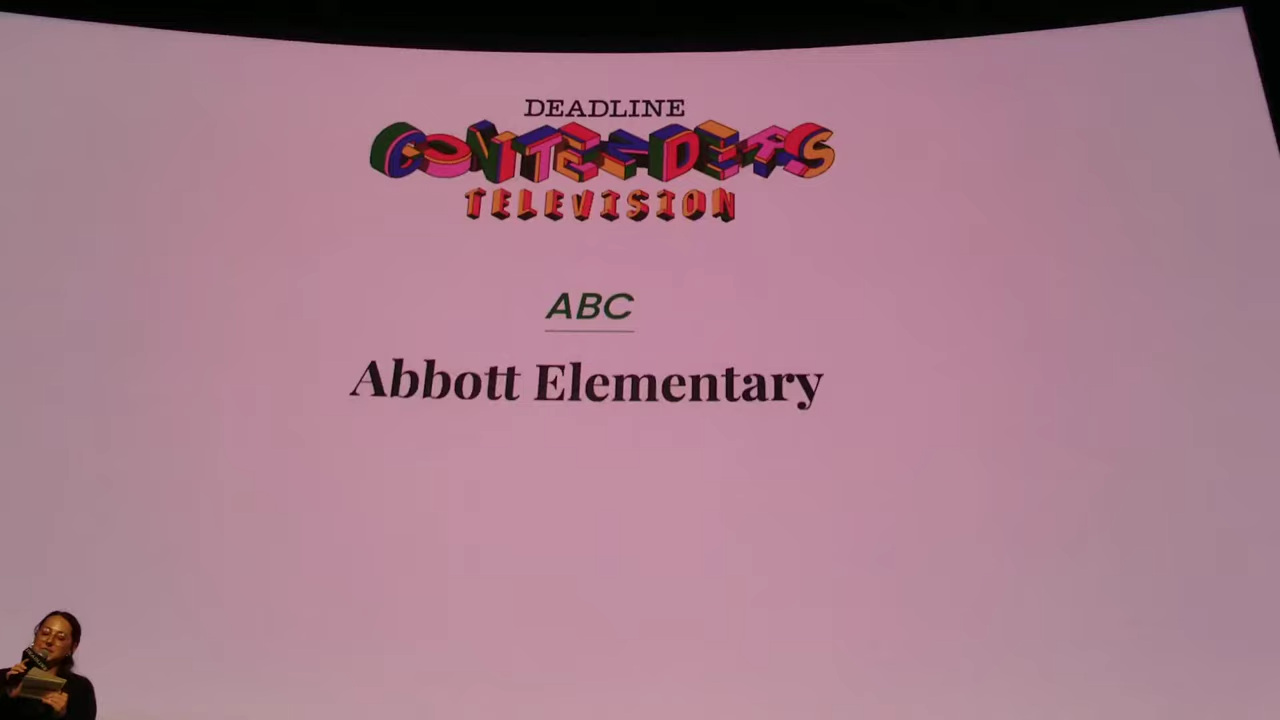 DEADLINE
CONTENDERS
TELEVISION
ABC
Abbott Elementary